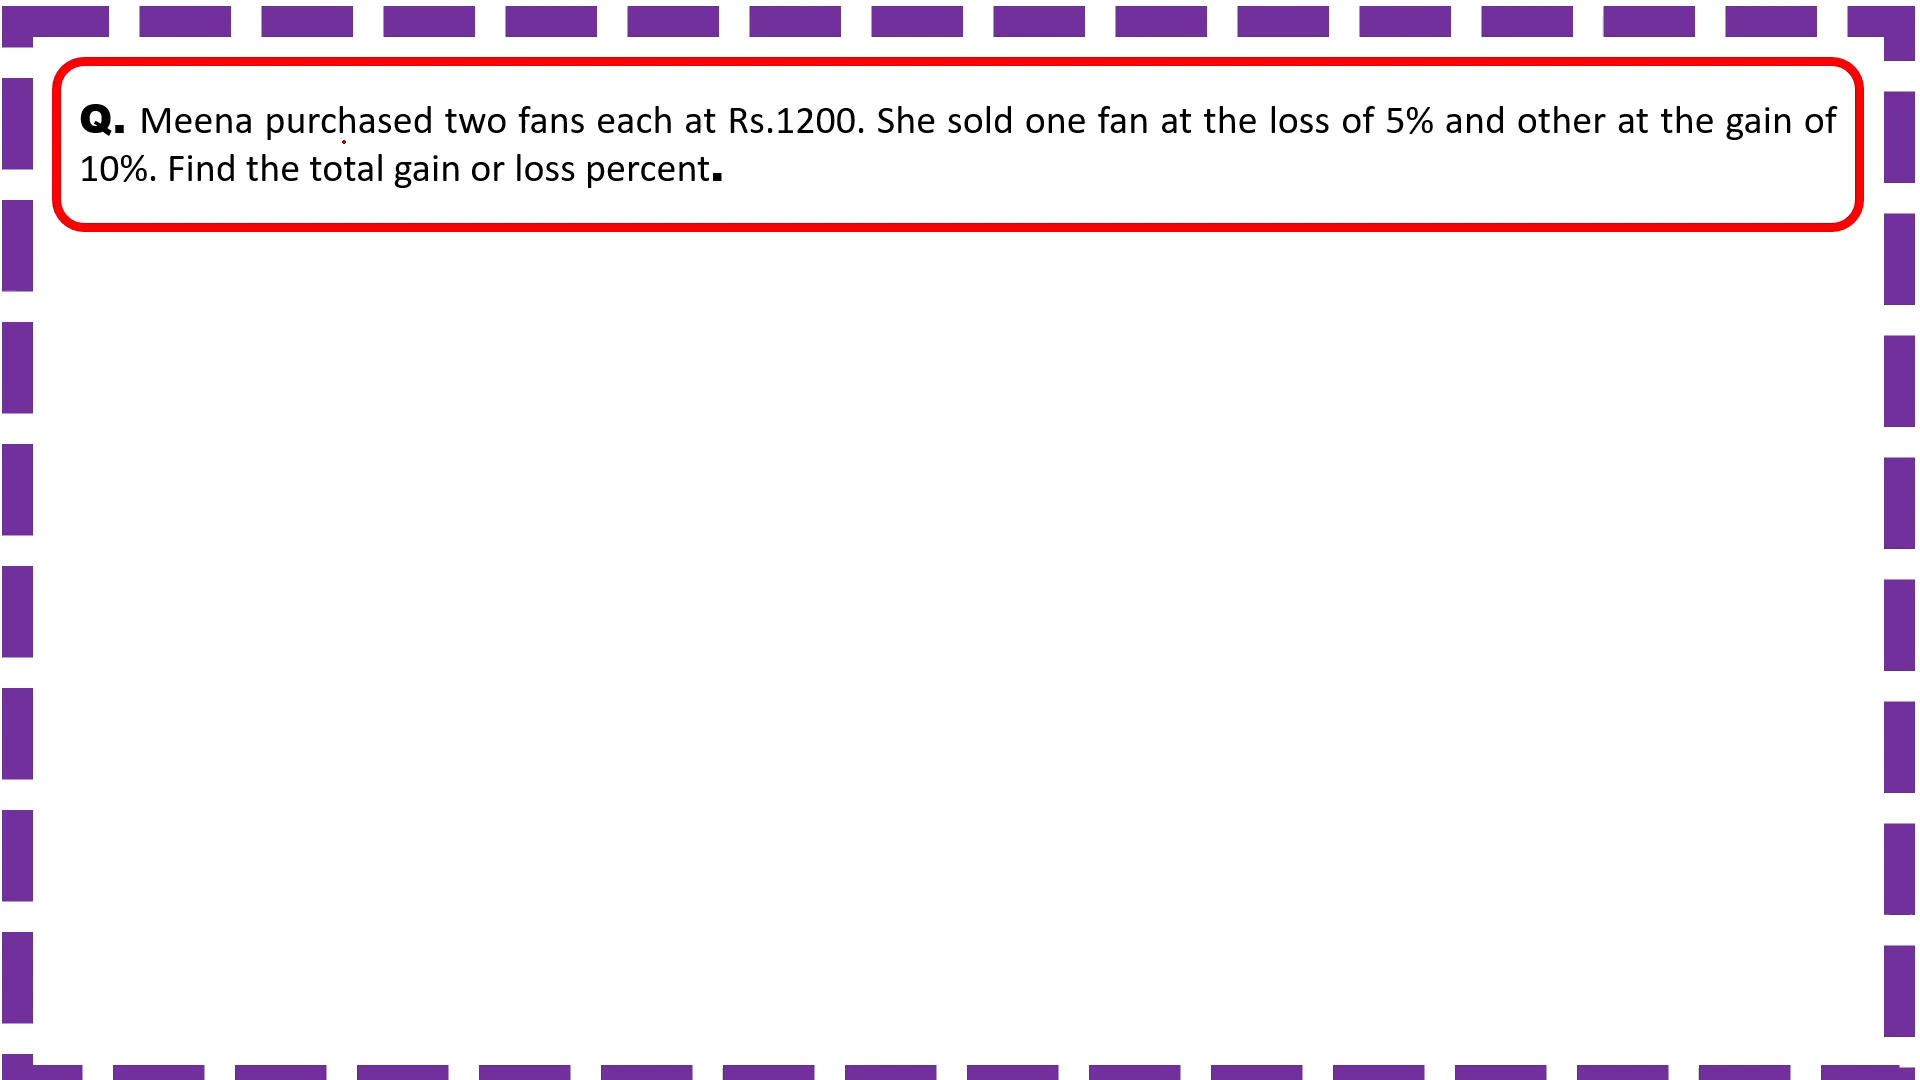 Q. Meena purchased two fans each at Rs.1200. She sold one fan at the loss of 5% and other at the gain of
10%. Find the total gain or loss percent.